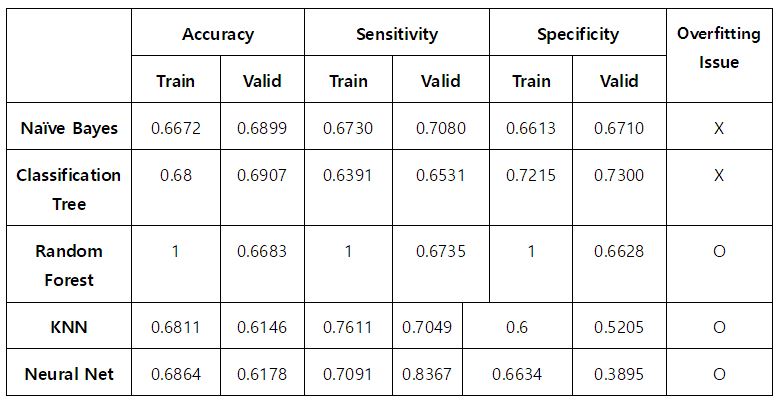 Accuracy Sensitivity Specificity Overfitting
Issue
Train Valid Train Valid Train Valid
Naïve Bayes 0.6672 0.6899 0.6730 0.7080 0.6613 0.6710 X
Classification
Tree 0.68 0.6907 0.6391 0.6531 0.7215 0.7300 X
Random
Forest 1 0.6683 1 0.6735 1 0.6628 O
KNN 0.6811 0.6146 0.7611 0.7049 0.6 0.5205 O
Neural Net 0.6864 0.6178 0.7091 0.8367 0.6634 0.3895 O